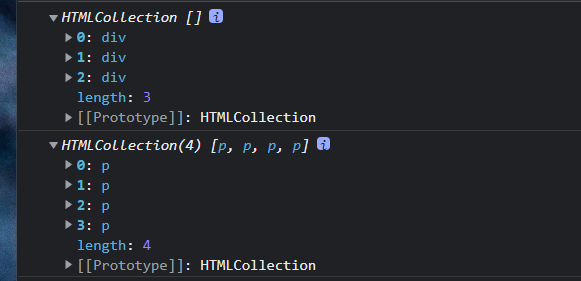 HTMLCollection [] i
0: div
1: div
2: div
length: 3
[[Prototype]]: HTMLCollection
HTMLCollection(4) [p, p, p, p] i
0: p
1: p
2: p
3: p
length: 4
[[Prototype]]: HTMLCollection